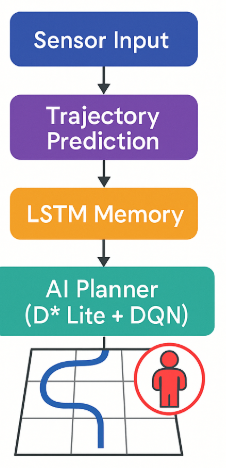 Sensor Input
Trajectory
Prediction
LSTM Memory
AI Planner
(D* Lite + DQN)